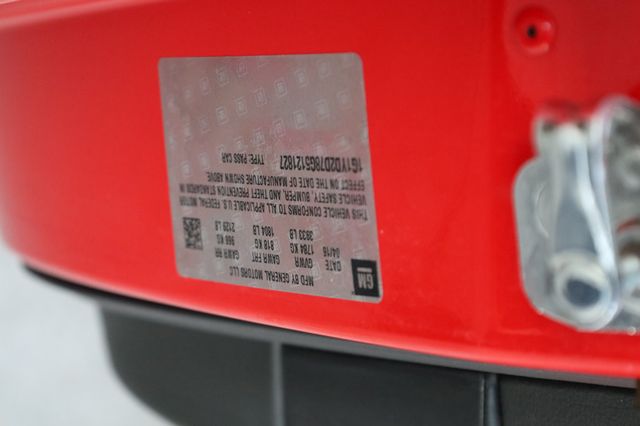 GM
MFD BY GENERAL MOTORS LLC
DATE GVWR GAWR FRT GAWR RR
04/16 1784 KG 818 KG 966 KG
3933 LB 1804 LB 2129 LB
THIS VEHICLE CONFORMS TO ALL APPLICABLE U.S. FEDERAL MOTOR
VEHICLE SAFETY, BUMPER, AND THEFT PREVENTION STANDARDS IN
EFFECT ON THE DATE OF MANUFACTURE SHOWN ABOVE.
1G1YD2D78G5121827 TYPE: PASS CAR